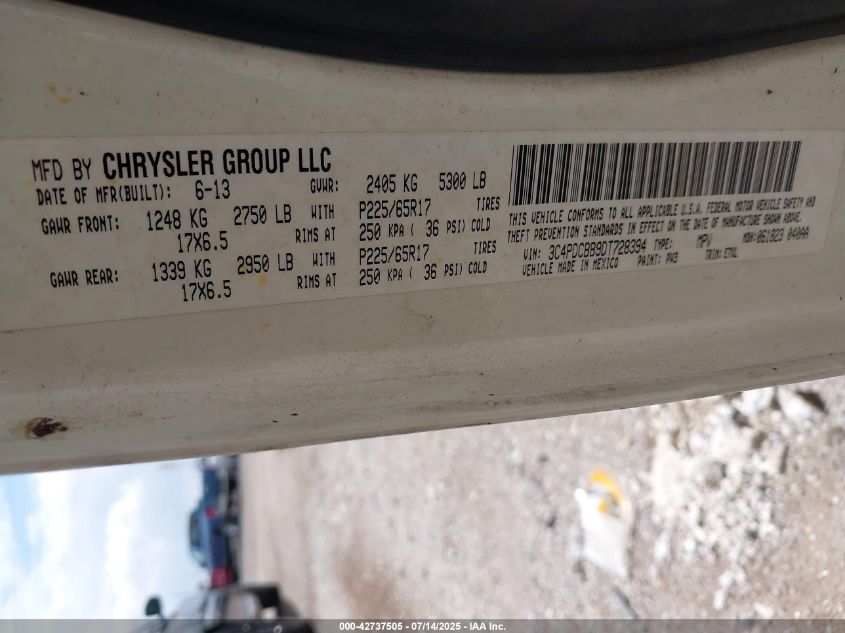 MFD BY CHRYSLER GROUP LLC
DATE OF MFR(BUILT): 6-13 GVWR: 2405 KG 5300 LB
GAWR FRONT: 1248 KG 2750 LB WITH P225/65R17 TIRES
17X6.5 RIMS AT 250 KPA ( 36 PSI) COLD
GAWR REAR: 1339 KG 2950 LB WITH P225/65R17 TIRES
17X6.5 RIMS AT 250 KPA ( 36 PSI) COLD
THIS VEHICLE CONFORMS TO ALL APPLICABLE U.S.A. FEDERAL MOTOR VEHICLE SAFETY AND
THEFT PREVENTION STANDARDS IN EFFECT ON THE DATE OF MANUFACTURE SHOWN ABOVE.
VIN: 3C4PDCBB9DT728394 TYPE: MPV MDH: 061823 040AA
VEHICLE MADE IN MEXICO PAINT: PW3 TRIM: E7XL
000-42737505 - 07/14/2025 - IAA Inc.